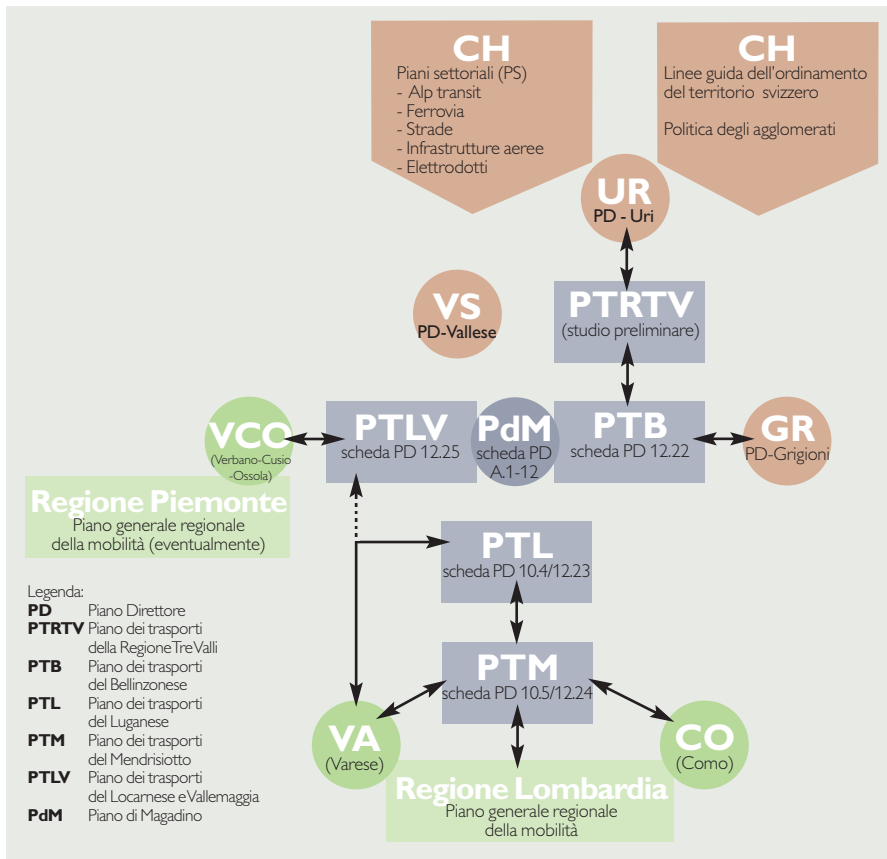 CH
Piani settoriali (PS)
- Alp transit
- Ferrovia
- Strade
- Infrastrutture aeree
- Elettrodotti
CH
Linee guida dell'ordinamento
del territorio svizzero
Politica degli agglomerati
UR
PD - Uri
VS
PD-Vallese
PTRTV
(studio preliminare)
VCO
(Verbano-Cusio
-Ossola)
PTLV
scheda PD 12.25
PdM
scheda PD
A.1-12
PTB
scheda PD 12.22
GR
PD-Grigioni
Regione Piemonte
Piano generale regionale
della mobilità (eventualmente)
PTL
scheda PD 10.4/12.23
PTM
scheda PD 10.5/12.24
VA
(Varese)
CO
(Como)
Regione Lombardia
Piano generale regionale
della mobilità
Legenda:
PD Piano Direttore
PTRTV Piano dei trasporti
della Regione Tre Valli
PTB Piano dei trasporti
del Bellinzonese
PTL Piano dei trasporti
del Luganese
PTM Piano dei trasporti
del Mendrisiotto
PTLV Piano dei trasporti
del Locarnese e Vallemaggia
PdM Piano di Magadino